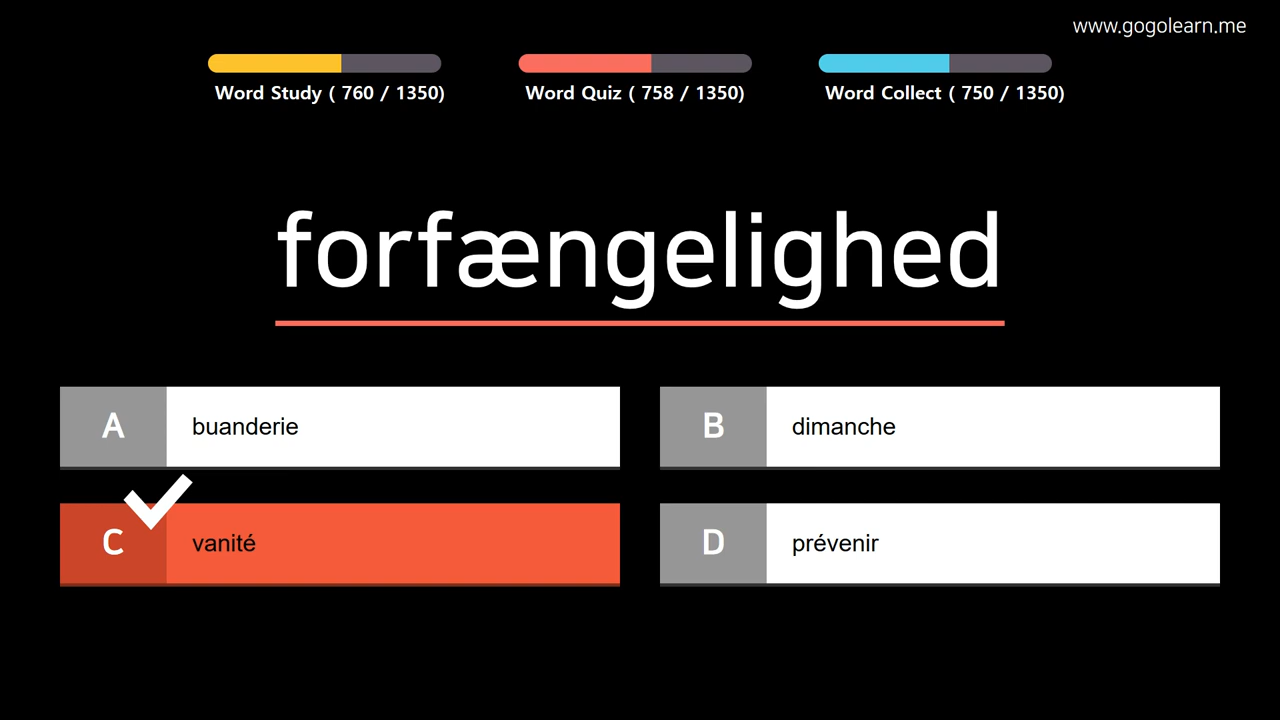 www.gogolearn.me
Word Study ( 760 / 1350)
Word Quiz ( 758 / 1350)
Word Collect ( 750 / 1350)
forfængelighed
A buanderie
B dimanche
C vanité
D prévenir